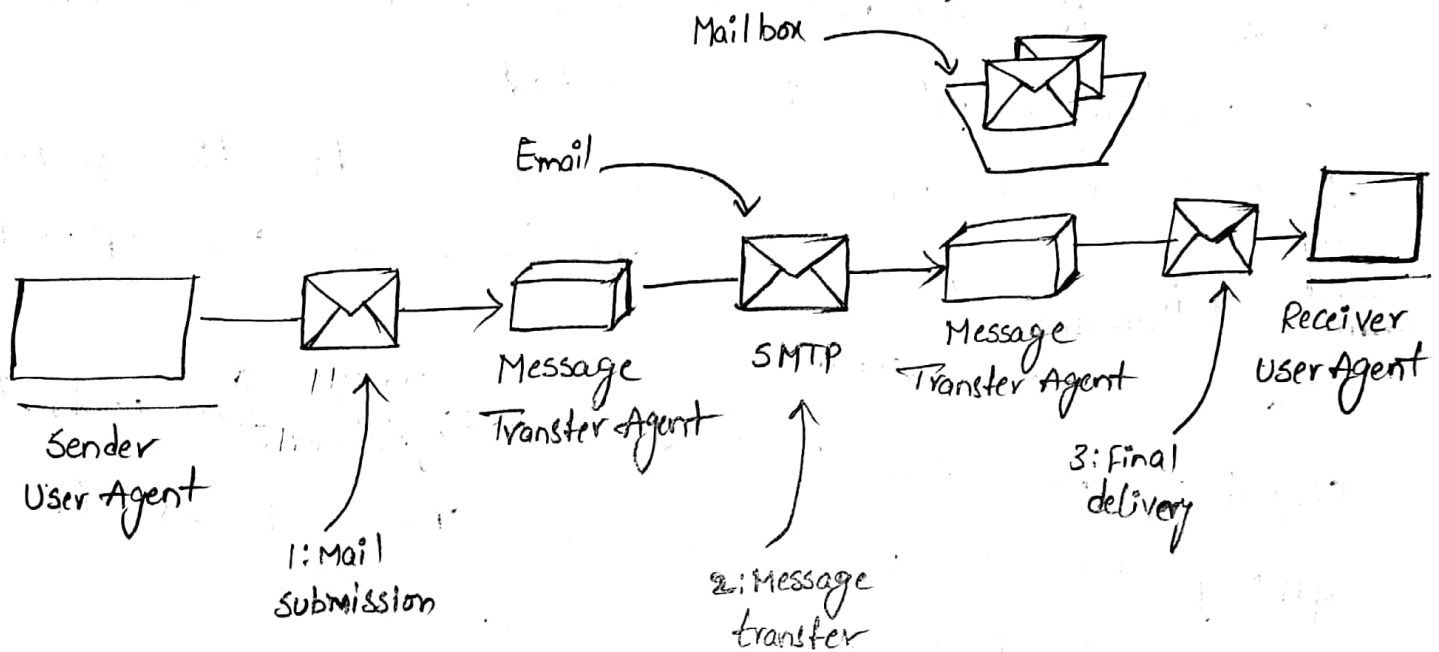 Mailbox
Email
Sender
User Agent
1: Mail
submission
Message
Transfer Agent
SMTP
2: Message
transfer
Message
Transfer Agent
3: Final
delivery
Receiver
User Agent